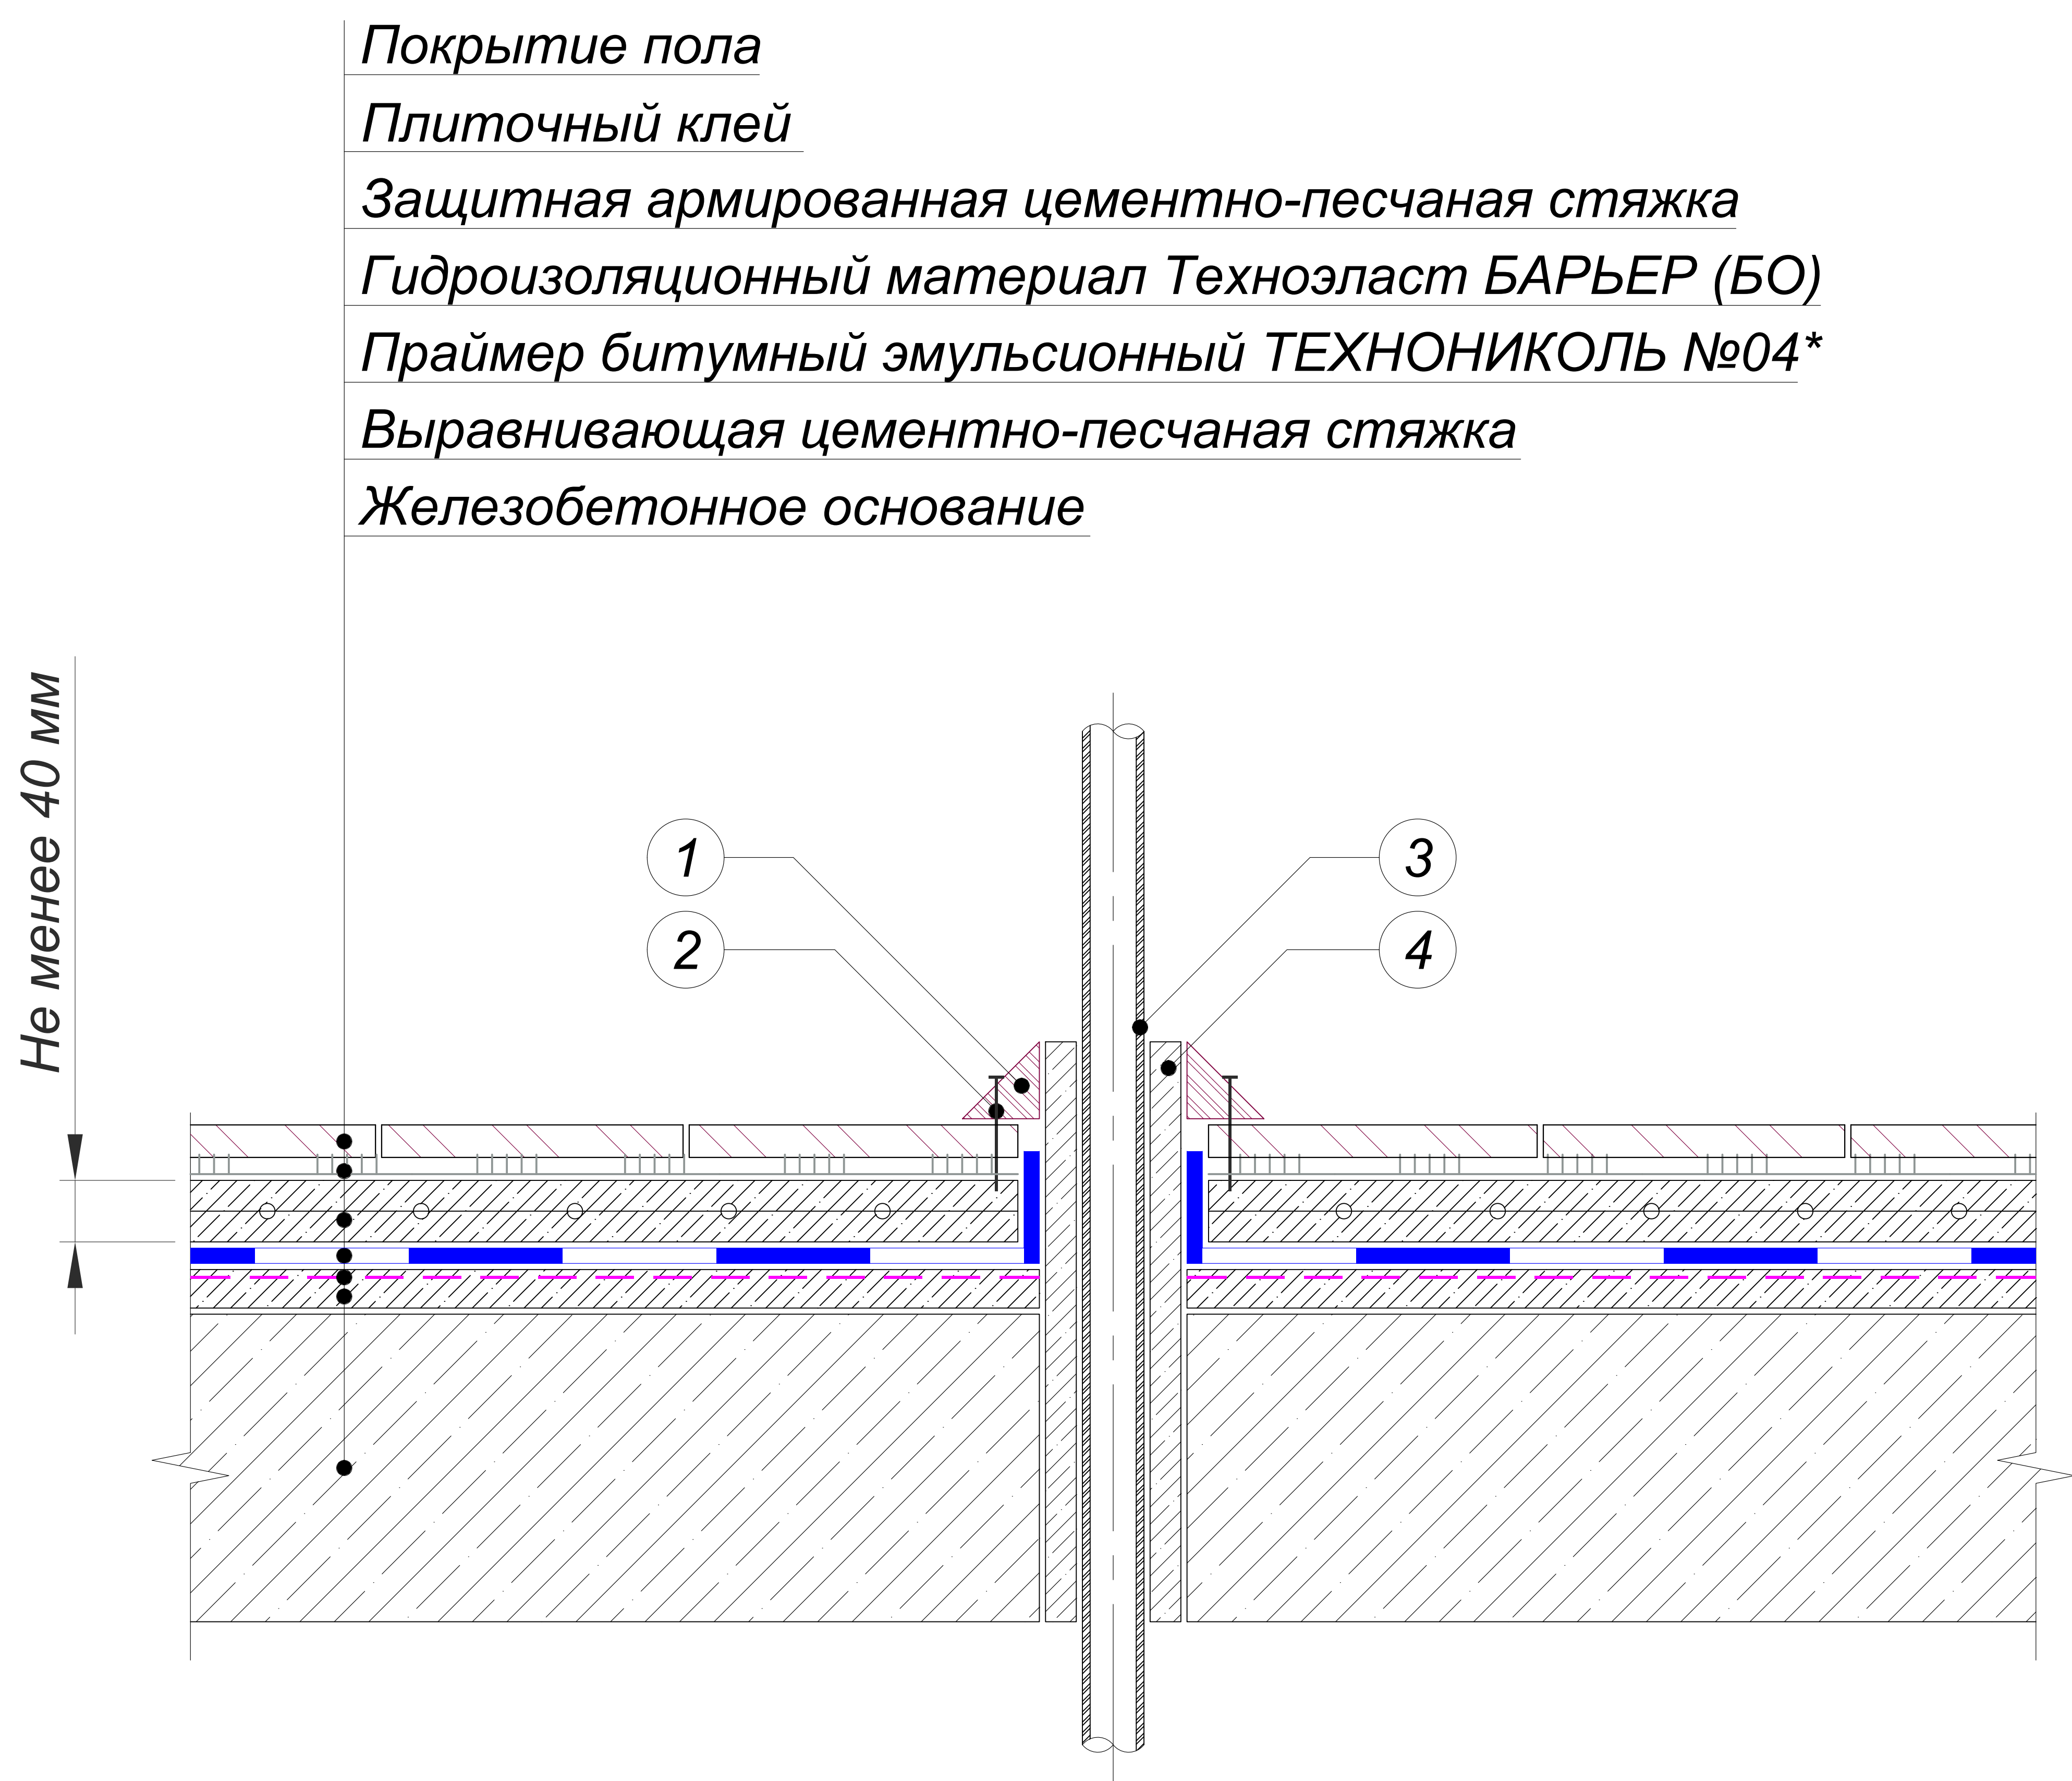 Покрытие пола
Плиточный клей
Защитная армированная цементно-песчаная стяжка
Гидроизоляционный материал Техноэласт БАРЬЕР (БО)
Праймер битумный эмульсионный ТЕХНОНИКОЛЬ №04*
Выравнивающая цементно-песчаная стяжка
Железобетонное основание
Не менее 40 мм
1
2
3
4